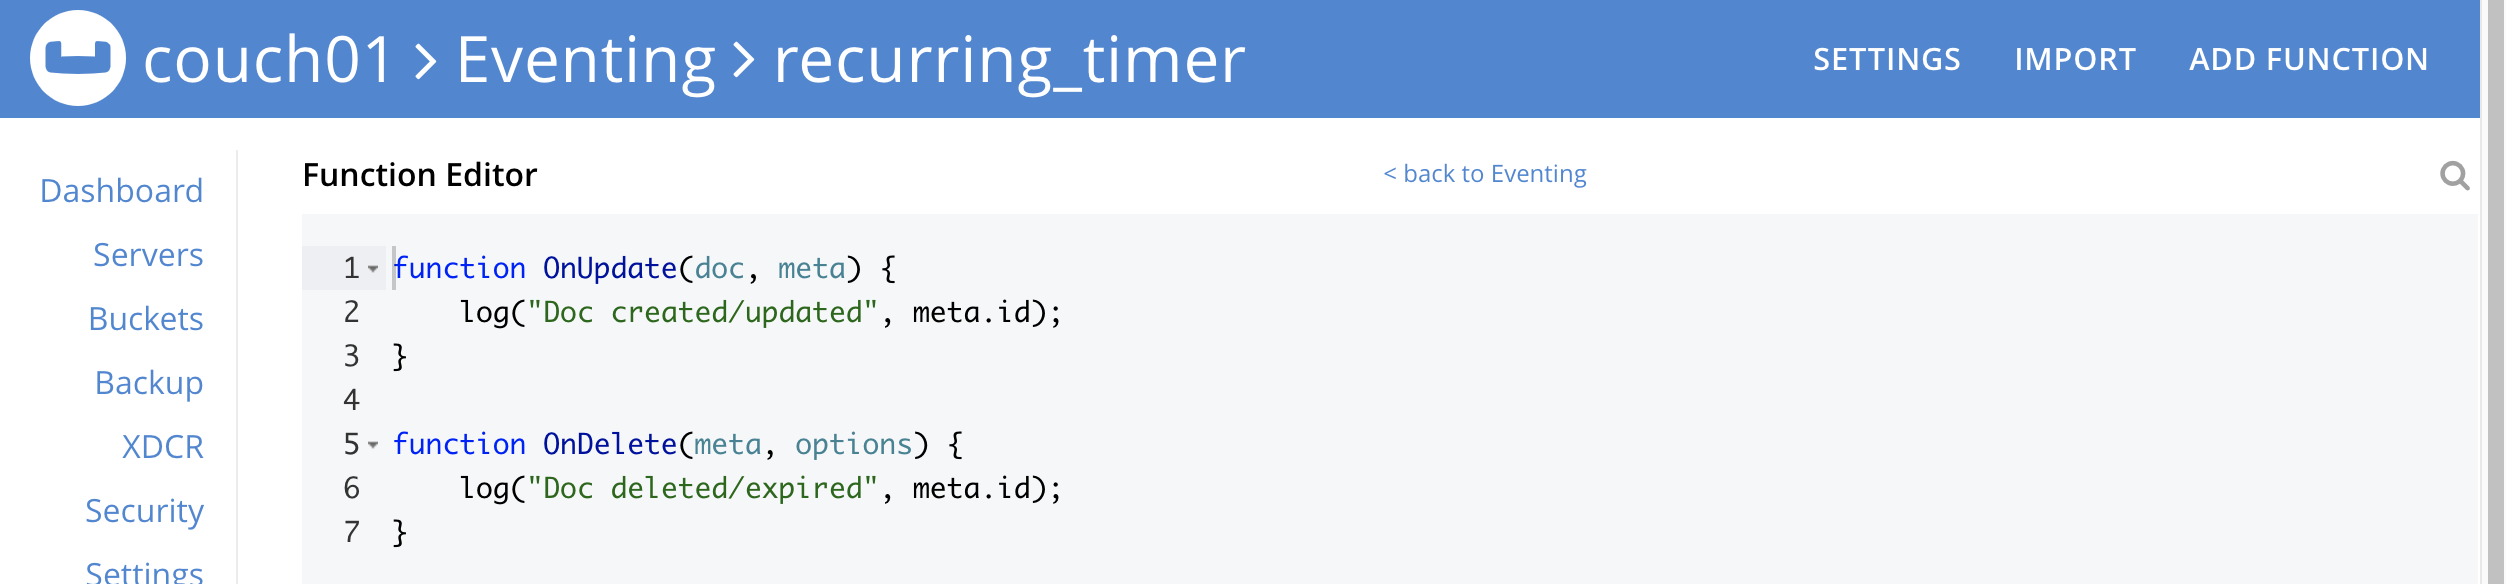 couch01 > Eventing > recurring_timer
SETTINGS IMPORT ADD FUNCTION
Dashboard
Servers
Buckets
Backup
XDCR
Security
Settings
Function Editor
< back to Eventing
1 function OnUpdate(doc, meta) {
2     log("Doc created/updated", meta.id);
3 }
4
5 function OnDelete(meta, options) {
6     log("Doc deleted/expired", meta.id);
7 }